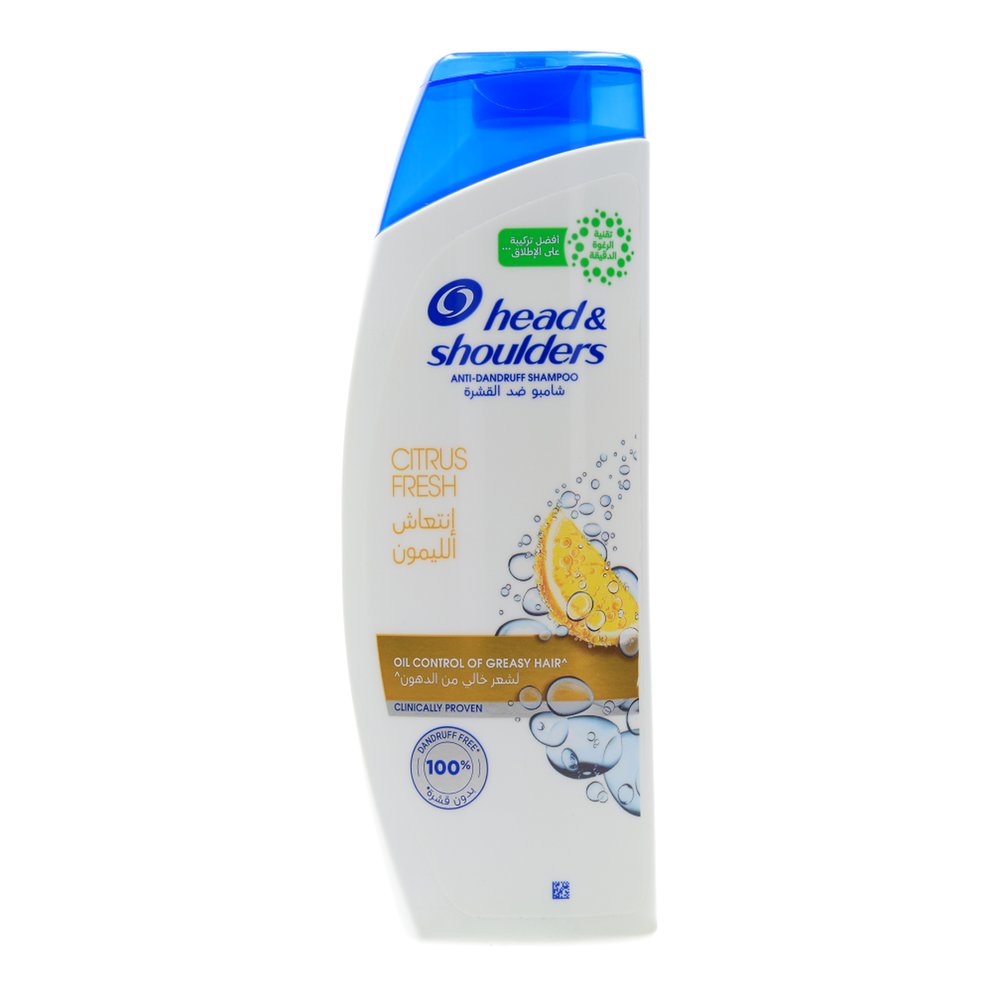 أفضل تركيبة
على الإطلاق...
تقنية
الرغوة
الدقيقة
head &
shoulders
ANTI-DANDRUFF SHAMPOO
شامبو ضد القشرة
CITRUS
FRESH
إنتعاش
الليمون
OIL CONTROL OF GREASY HAIR^
لشعر خالي من الدهون^
CLINICALLY PROVEN
DANDRUFF FREE*
100%
بدون قشرة*